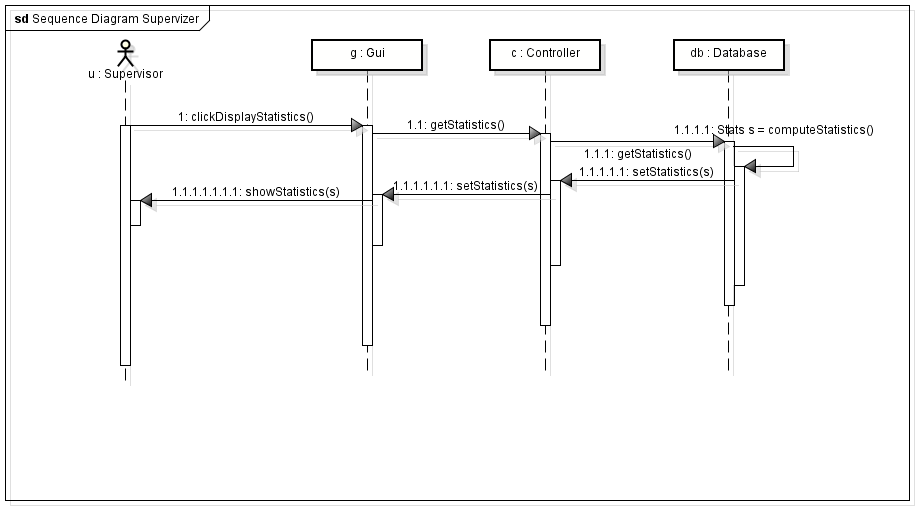 sd Sequence Diagram Supervizer
u : Supervisor
g : Gui
c : Controller
db : Database
1: clickDisplayStatistics()
1.1: getStatistics()
1.1.1.1: Stats s = computeStatistics()
1.1.1: getStatistics()
1.1.1.1.1: setStatistics(s)
1.1.1.1.1.1: setStatistics(s)
1.1.1.1.1.1.1: showStatistics(s)